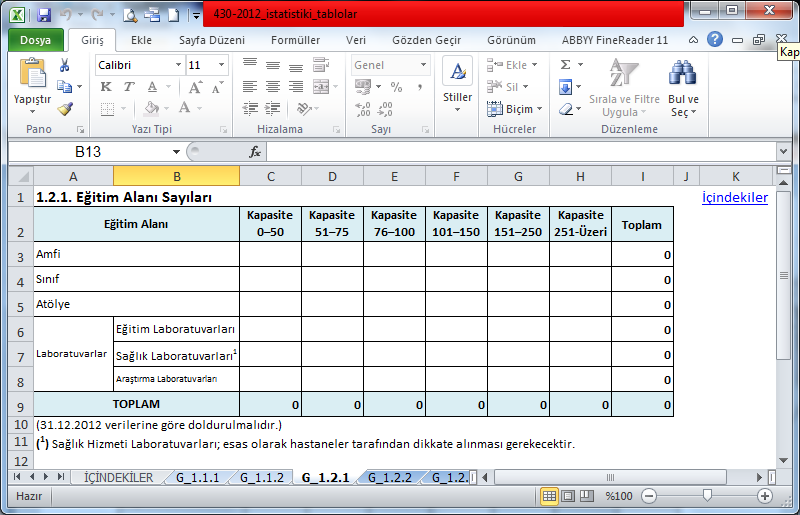 430-2012_istatistiki_tablolar
Dosya Giriş Ekle Sayfa Düzeni Formüller Veri Gözden Geçir Görünüm ABBYY FineReader 11
Kap
Yapıştır
Pano
Calibri 11
K T A A A
Yazı Tipi
Hizalama
Genel
% ,
Sayı
Stiller
Ekle
Sil
Biçim
Hücreler
Σ
Sırala ve Filtre Uygula
Bul ve Seç
Düzenleme
B13 fx
A B C D E F G H I J K
1 1.2.1. Eğitim Alanı Sayıları İçindekiler
2 Eğitim Alanı Kapasite 0–50 Kapasite 51–75 Kapasite 76–100 Kapasite 101–150 Kapasite 151–250 Kapasite 251-Üzeri Toplam
3 Amfi 0
4 Sınıf 0
5 Atölye 0
Laboratuvarlar
6 Eğitim Laboratuvarları 0
7 Sağlık Laboratuvarları¹ 0
8 Araştırma Laboratuvarları 0
9 TOPLAM 0 0 0 0 0 0 0
10 (31.12.2012 verilerine göre doldurulmalıdır.)
11 (¹) Sağlık Hizmeti Laboratuvarları; esas olarak hastaneler tarafından dikkate alınması gerekecektir.
12
İÇİNDEKİLER G_1.1.1 G_1.1.2 G_1.2.1 G_1.2.2 G_1.2.
Hazır %100